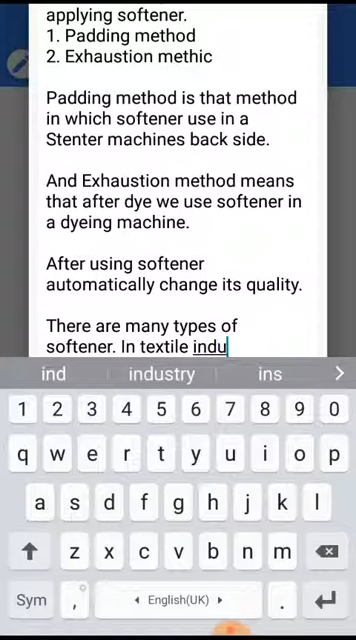 applying softener.
1. Padding method
2. Exhaustion methic
Padding method is that method
in which softener use in a
Stenter machines back side.
And Exhaustion method means
that after dye we use softener in
a dyeing machine.
After using softener
automatically change its quality.
There are many types of
softener. In textile indu
ind industry ins
1 2 3 4 5 6 7 8 9 0
q w e r t y u i o p
a s d f g h j k l
z x c v b n m
Sym , English(UK) .